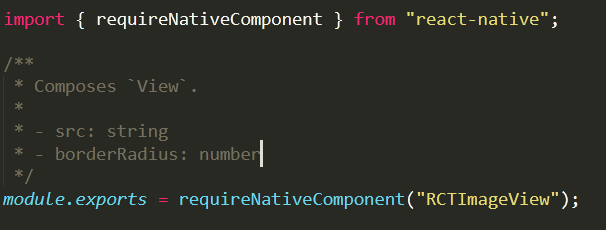 import { requireNativeComponent } from "react-native";
/**
 * Composes `View`.
 *
 * - src: string
 * - borderRadius: number
 */
module.exports = requireNativeComponent("RCTImageView");